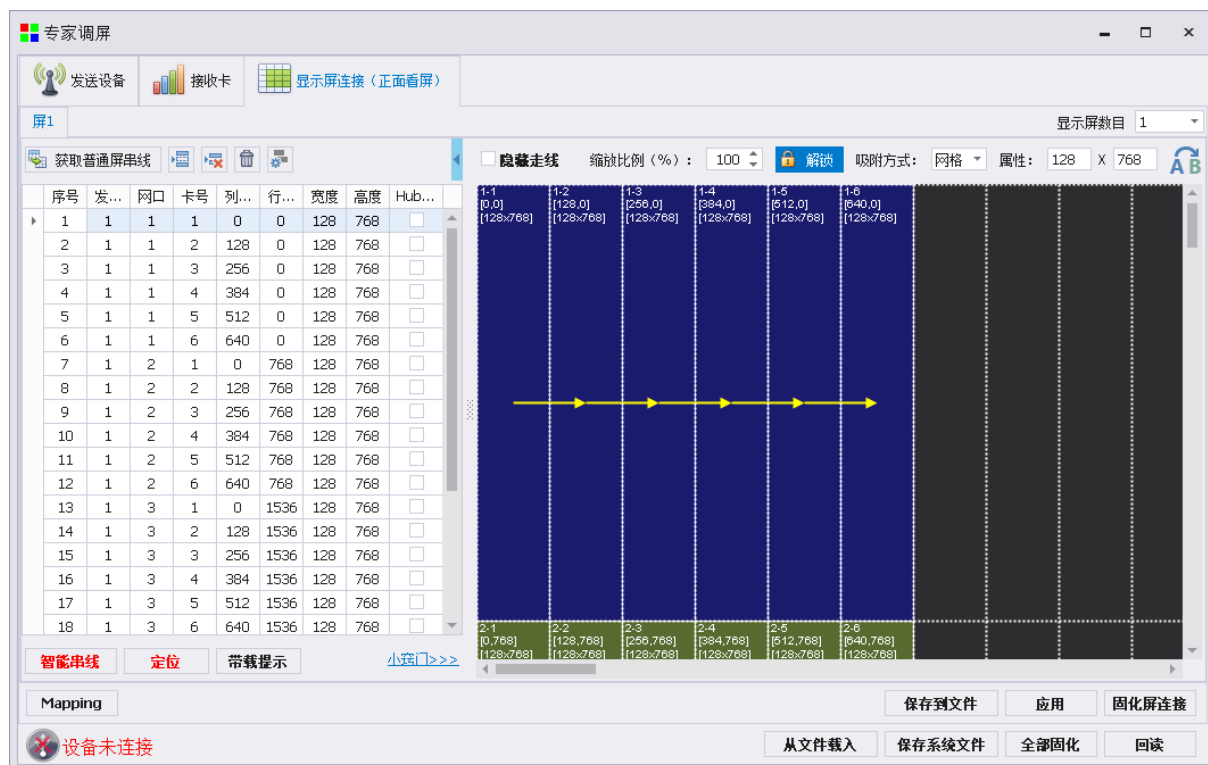 专家调屏
发送设备 接收卡 显示屏连接（正面看屏）
屏1 显示屏数目 1
获取普通屏串线 隐藏走线 缩放比例（%）: 100 解锁 吸附方式: 网格 属性: 128 X 768 A B
序号 发... 网口 卡号 列... 行... 宽度 高度 Hub...
1 1 1 1 0 0 128 768
2 1 1 2 128 0 128 768
3 1 1 3 256 0 128 768
4 1 1 4 384 0 128 768
5 1 1 5 512 0 128 768
6 1 1 6 640 0 128 768
7 1 2 1 0 768 128 768
8 1 2 2 128 768 128 768
9 1 2 3 256 768 128 768
10 1 2 4 384 768 128 768
11 1 2 5 512 768 128 768
12 1 2 6 640 768 128 768
13 1 3 1 0 1536 128 768
14 1 3 2 128 1536 128 768
15 1 3 3 256 1536 128 768
16 1 3 4 384 1536 128 768
17 1 3 5 512 1536 128 768
18 1 3 6 640 1536 128 768
1-1 1-2 1-3 1-4 1-5 1-6
[0,0] [128,0] [256,0] [384,0] [512,0] [640,0]
[128x768] [128x768] [128x768] [128x768] [128x768] [128x768]
2-1 2-2 2-3 2-4 2-5 2-6
[0,768] [128,768] [256,768] [384,768] [512,768] [640,768]
[128x768] [128x768] [128x768] [128x768] [128x768] [128x768]
智能串线 定位 带载提示 小窍门>>>
Mapping 保存到文件 应用 固化屏连接
设备未连接 从文件载入 保存系统文件 全部固化 回读